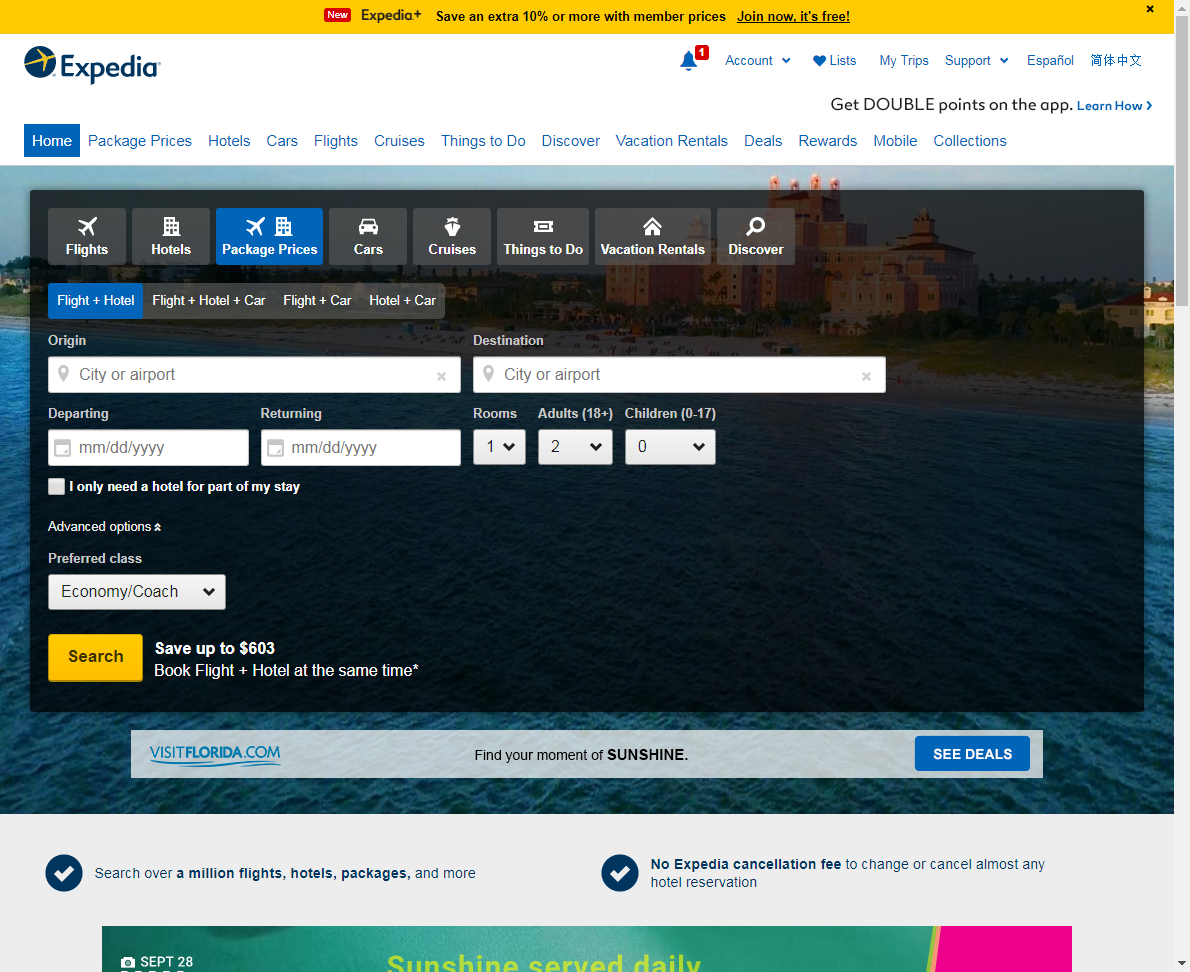 New Expedia+ Save an extra 10% or more with member prices Join now, it's free! ×
Expedia
1 Account Lists My Trips Support Español 简体中文
Get DOUBLE points on the app. Learn How
Home Package Prices Hotels Cars Flights Cruises Things to Do Discover Vacation Rentals Deals Rewards Mobile Collections
Flights Hotels Package Prices Cars Cruises Things to Do Vacation Rentals Discover
Flight + Hotel Flight + Hotel + Car Flight + Car Hotel + Car
Origin Destination
City or airport × City or airport ×
Departing Returning Rooms Adults (18+) Children (0-17)
mm/dd/yyyy mm/dd/yyyy 1 2 0
I only need a hotel for part of my stay
Advanced options
Preferred class
Economy/Coach
Search Save up to $603
Book Flight + Hotel at the same time*
VISITFLORIDA.COM Find your moment of SUNSHINE. SEE DEALS
Search over a million flights, hotels, packages, and more
No Expedia cancellation fee to change or cancel almost any
hotel reservation
SEPT 28
Sunshine served daily